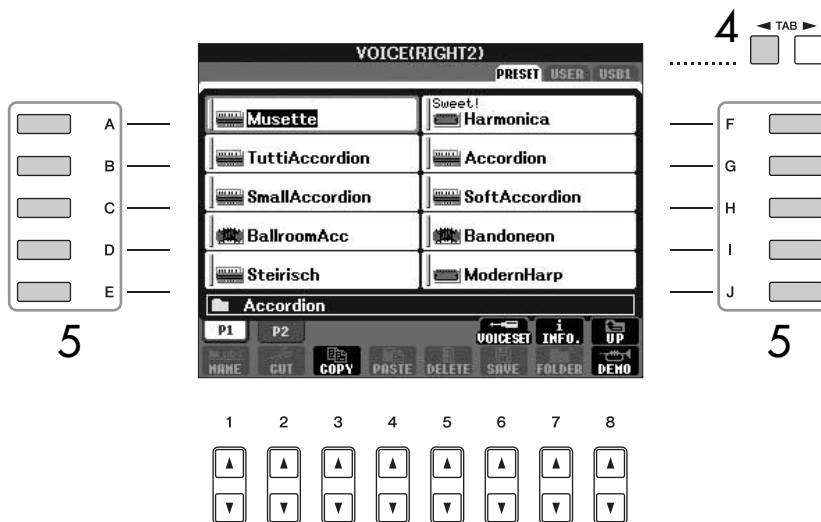 4
◄ TAB ►
VOICE(RIGHT2)
PRESET USER USB1
A
Musette
Sweet!
Harmonica
F
B
TuttiAccordion
Accordion
G
C
SmallAccordion
SoftAccordion
H
D
BallroomAcc
Bandoneon
I
E
Steirisch
ModernHarp
J
Accordion
5
5
P1 P2 VOICESET INFO. UP
NAME CUT COPY PASTE DELETE SAVE FOLDER DEMO
1 2 3 4 5 6 7 8